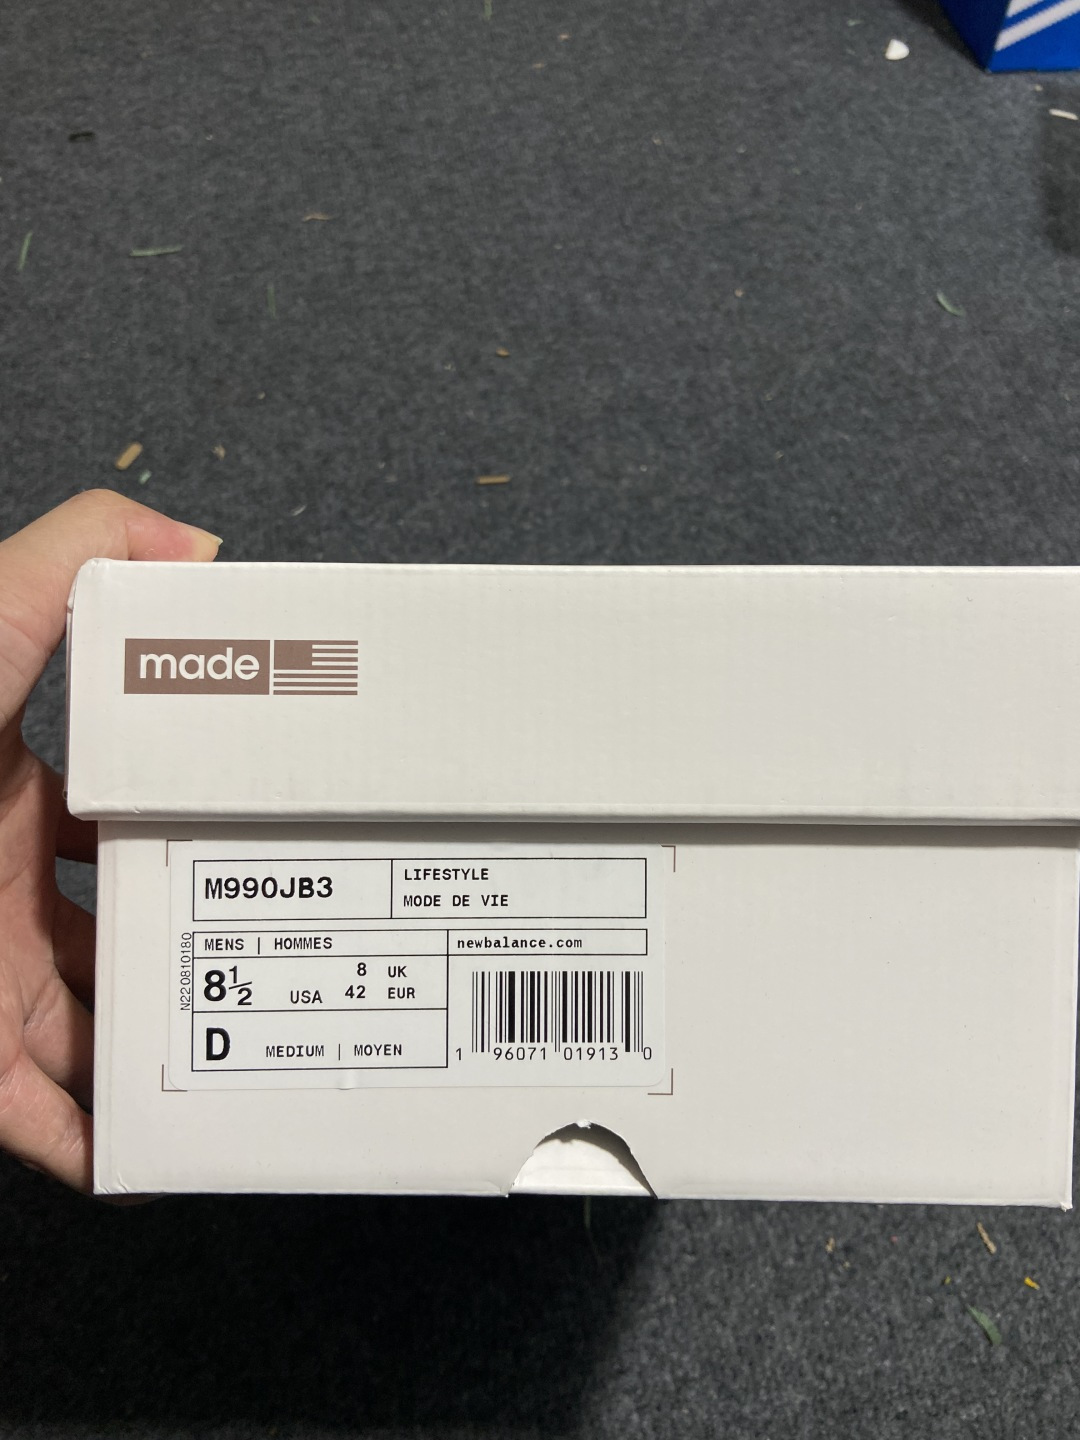 made
M990JB3
LIFESTYLE
MODE DE VIE
MENS | HOMMES
newbalance.com
8½ USA
8 UK
42 EUR
D MEDIUM | MOYEN
N220810180
1 96071 01913 0